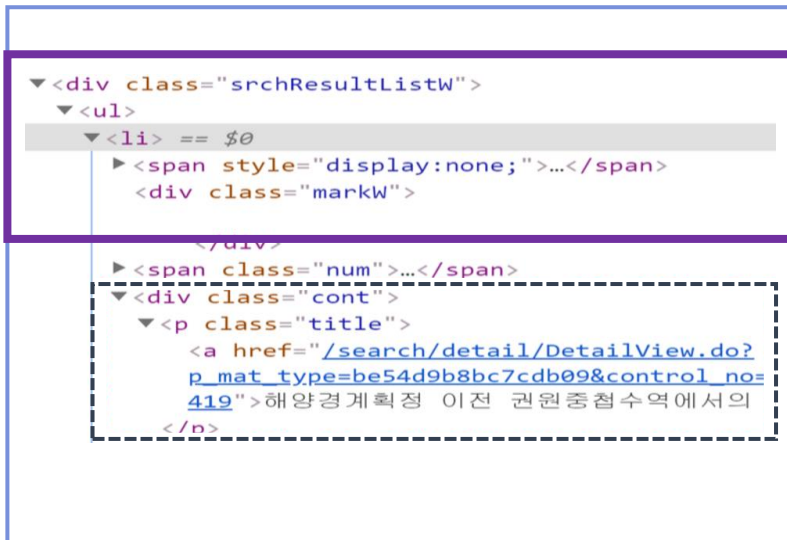 ▼<div class="srchResultListW">
▼<ul>
▼<li> == $0
▶<span style="display:none;">…</span>
<div class="markW">
</div>
▶<span class="num">…</span>
▼<div class="cont">
▼<p class="title">
<a href="/search/detail/DetailView.do?
p_mat_type=be54d9b8bc7cdb09&control_no=
419">해양경계획정 이전 권원중첩수역에서의
</p>